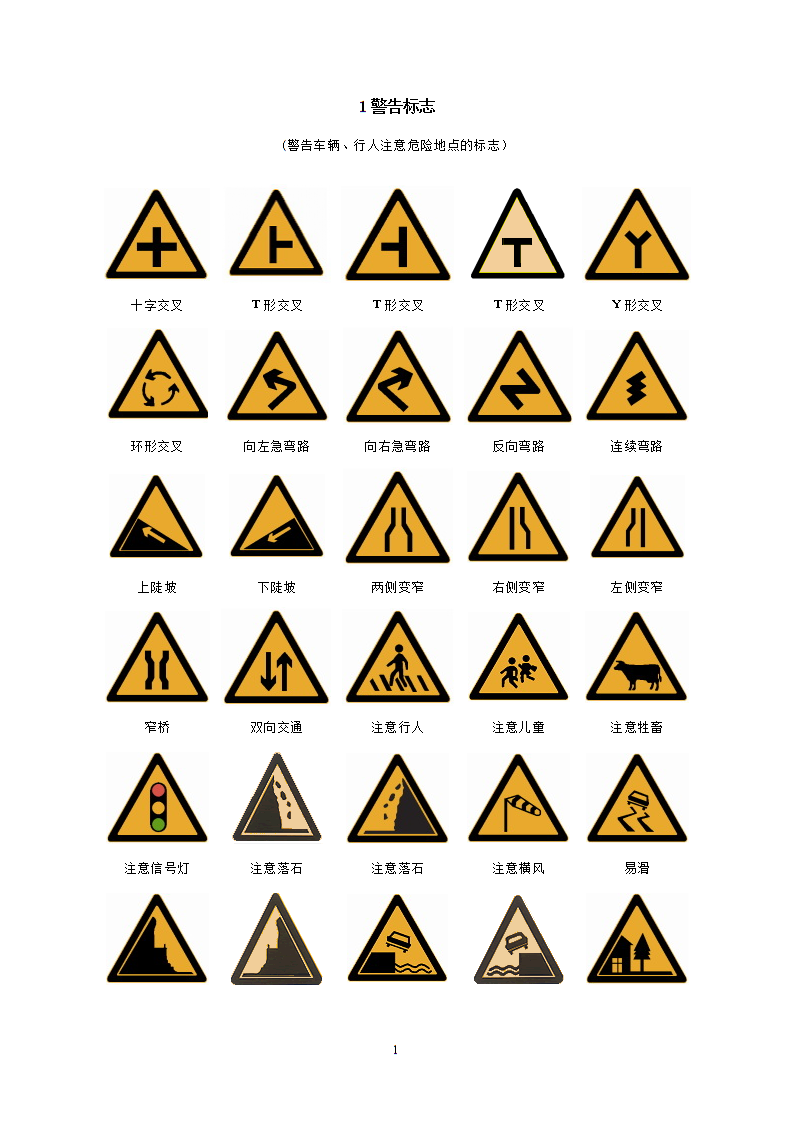 1 警告标志
（警告车辆、行人注意危险地点的标志）
十字交叉 T 形交叉 T 形交叉 T 形交叉 Y 形交叉
环形交叉 向左急弯路 向右急弯路 反向弯路 连续弯路
上陡坡 下陡坡 两侧变窄 右侧变窄 左侧变窄
窄桥 双向交通 注意行人 注意儿童 注意牲畜
注意信号灯 注意落石 注意落石 注意横风 易滑
1